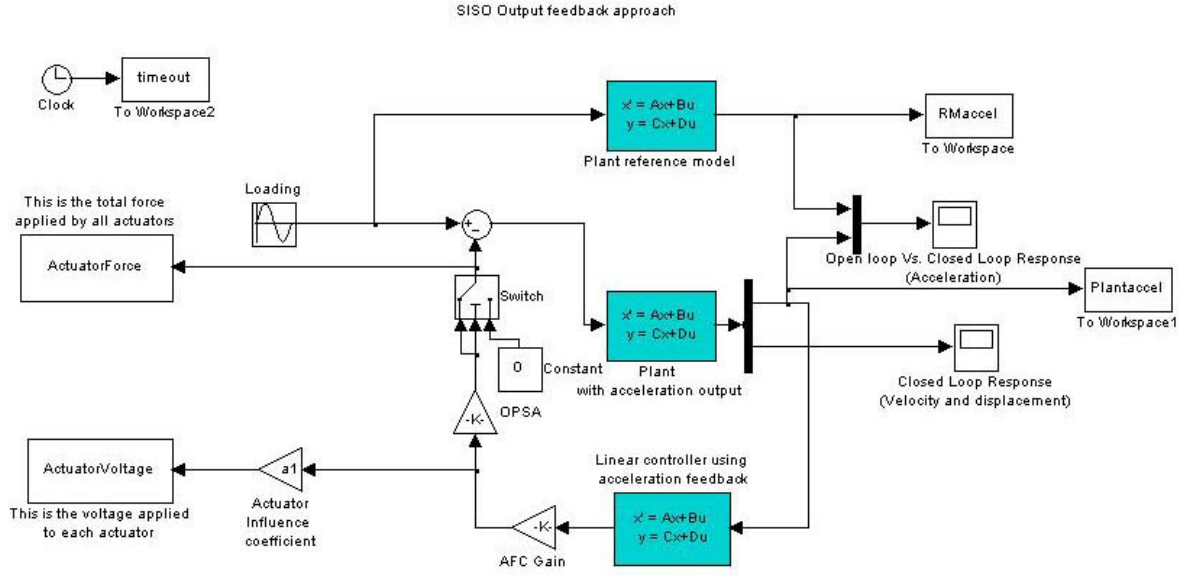 SISO Output feedback approach
timeout
Clock
To Workspace2
x' = Ax+Bu
y = Cx+Du
Plant reference model
RMaccel
To Workspace
This is the total force
applied by all actuators
ActuatorForce
Loading
+
-
Switch
T
0
Constant
OPSA
-K-
x' = Ax+Bu
y = Cx+Du
Plant
with acceleration output
Open loop Vs. Closed Loop Response
(Acceleration)
Plantaccel
To Workspace1
Closed Loop Response
(Velocity and displacement)
ActuatorVoltage
This is the voltage applied
to each actuator
a1
Actuator
Influence
coefficient
-K-
AFC Gain
Linear controller using
acceleration feedback
x' = Ax+Bu
y = Cx+Du